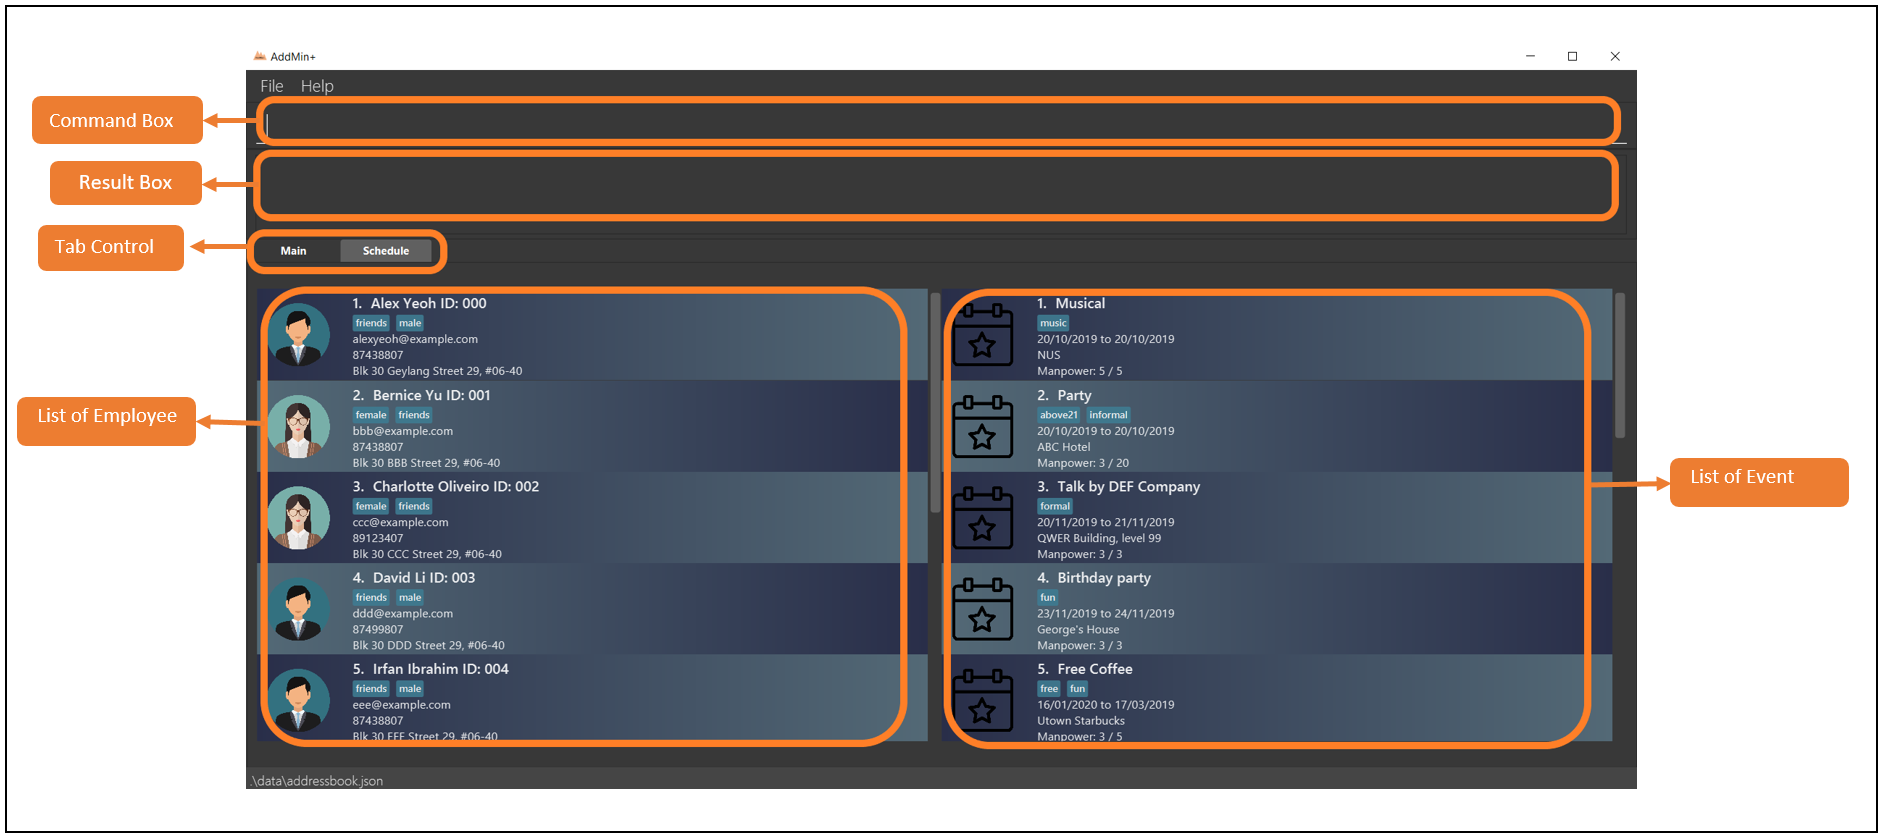 AddMin+
File Help
Command Box
Result Box
Tab Control
Main Schedule
1. Alex Yeoh ID: 000
friends male
alexyeoh@example.com
87438807
Blk 30 Geylang Street 29, #06-40
2. Bernice Yu ID: 001
female friends
bbb@example.com
87438807
Blk 30 BBB Street 29, #06-40
3. Charlotte Oliveiro ID: 002
female friends
ccc@example.com
89123407
Blk 30 CCC Street 29, #06-40
4. David Li ID: 003
friends male
ddd@example.com
87499807
Blk 30 DDD Street 29, #06-40
5. Irfan Ibrahim ID: 004
friends male
eee@example.com
87438807
Blk 30 EEE Street 29, #06-40
List of Employee
1. Musical
music
20/10/2019 to 20/10/2019
NUS
Manpower: 5 / 5
2. Party
above21 informal
20/10/2019 to 20/10/2019
ABC Hotel
Manpower: 3 / 20
3. Talk by DEF Company
formal
20/11/2019 to 21/11/2019
QWER Building, level 99
Manpower: 3 / 3
4. Birthday party
fun
23/11/2019 to 24/11/2019
George's House
Manpower: 3 / 3
5. Free Coffee
free fun
16/01/2020 to 17/03/2019
Utown Starbucks
Manpower: 3 / 5
List of Event
.\data\addressbook.json